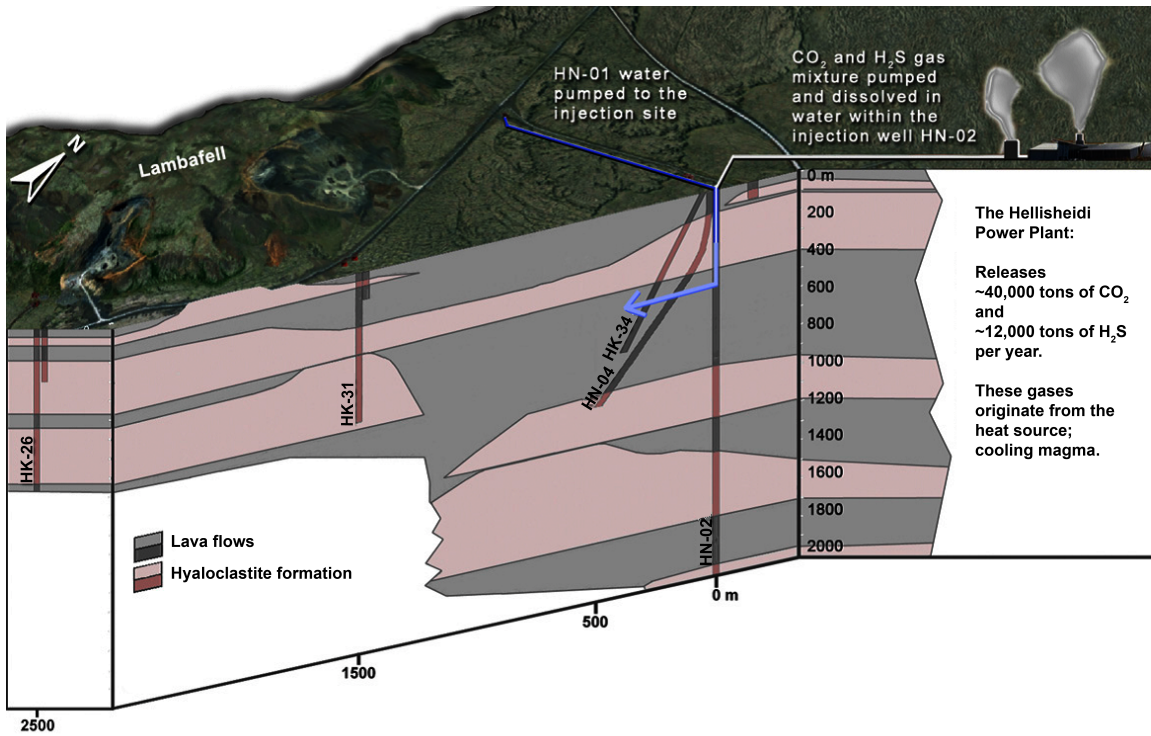 HN-01 water
pumped to the
injection site
CO₂ and H₂S gas
mixture pumped
and dissolved in
water within the
injection well HN-02
N
Lambafell
0 m
200
400
600
800
1000
1200
1400
1600
1800
2000
The Hellisheidi
Power Plant:
Releases
~40,000 tons of CO₂
and
~12,000 tons of H₂S
per year.
These gases
originate from the
heat source;
cooling magma.
HK-34
HN-04
HK-31
HK-26
HN-02
Lava flows
Hyaloclastite formation
0 m
500
1500
2500